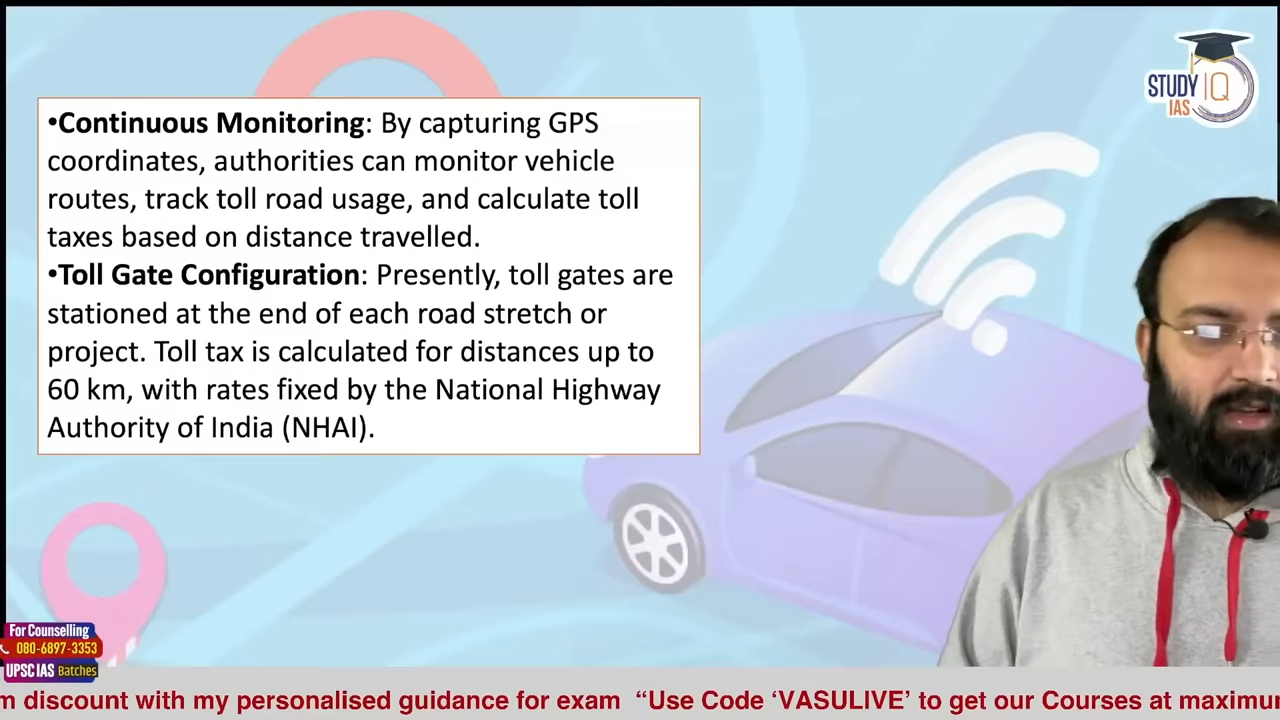 STUDY IQ
IAS
•Continuous Monitoring: By capturing GPS
coordinates, authorities can monitor vehicle
routes, track toll road usage, and calculate toll
taxes based on distance travelled.
•Toll Gate Configuration: Presently, toll gates are
stationed at the end of each road stretch or
project. Toll tax is calculated for distances up to
60 km, with rates fixed by the National Highway
Authority of India (NHAI).
For Counselling
080-6897-3353
UPSC IAS Batches
m discount with my personalised guidance for exam “Use Code ‘VASULIVE’ to get our Courses at maximu